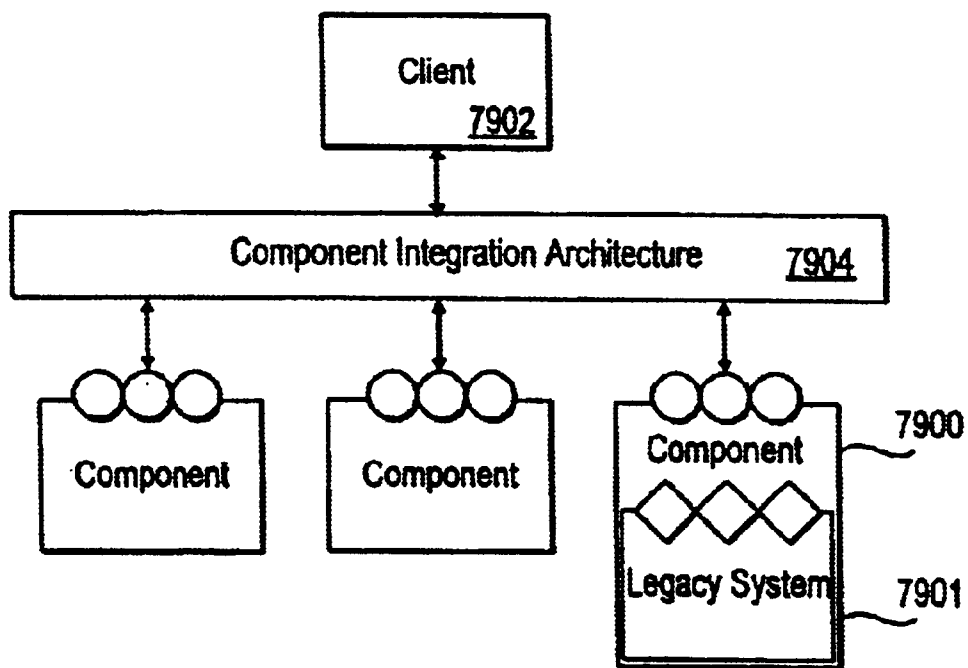 Client
7902
Component Integration Architecture 7904
Component
Component
Component
7900
Legacy System
7901